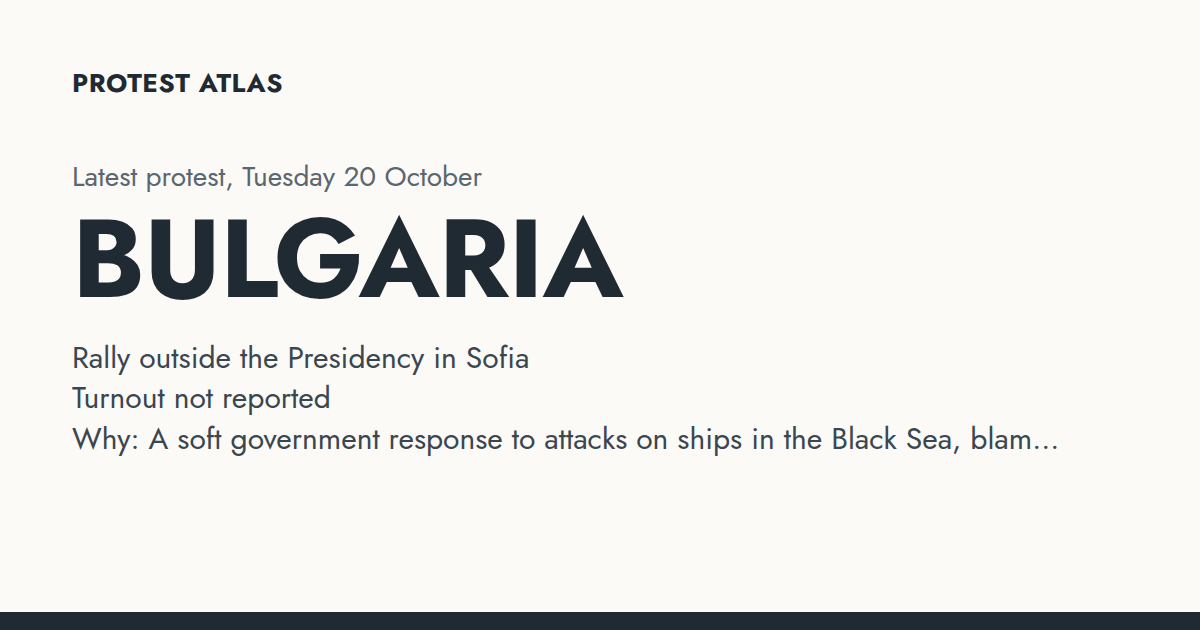 PROTEST ATLAS
Latest protest, Tuesday 20 October
BULGARIA
Rally outside the Presidency in Sofia
Turnout not reported
Why: A soft government response to attacks on ships in the Black Sea, blam...